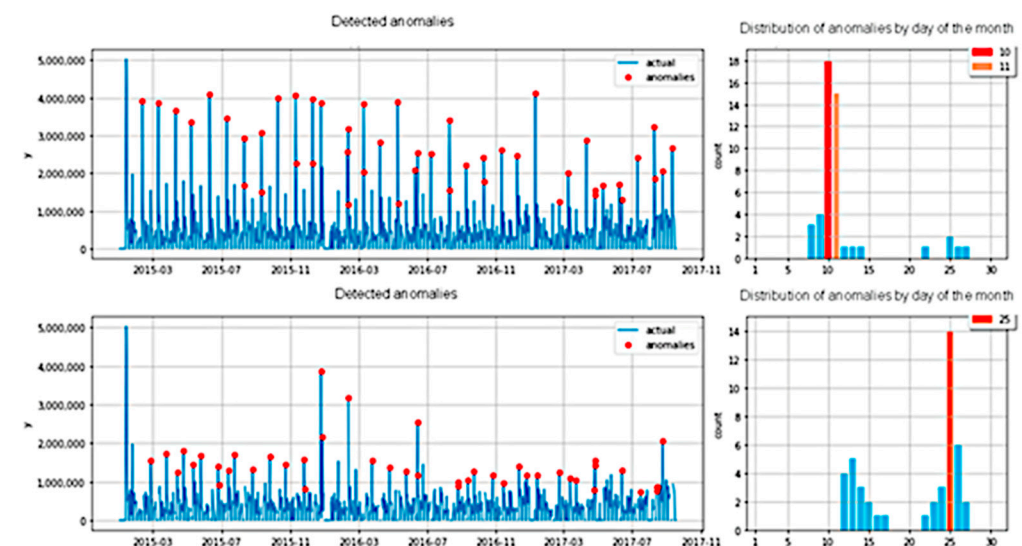 Detected anomalies
Distribution of anomalies by day of the month
5,000,000
4,000,000
3,000,000
2,000,000
1,000,000
0
y
actual
anomalies
2015-03 2015-07 2015-11 2016-03 2016-07 2016-11 2017-03 2017-07 2017-11
10
11
18
16
14
12
10
8
6
4
2
0
count
1 5 10 15 20 25 30
Detected anomalies
Distribution of anomalies by day of the month
5,000,000
4,000,000
3,000,000
2,000,000
1,000,000
0
y
actual
anomalies
2015-03 2015-07 2015-11 2016-03 2016-07 2016-11 2017-03 2017-07 2017-11
25
14
12
10
8
6
4
2
0
count
1 5 10 15 20 25 30